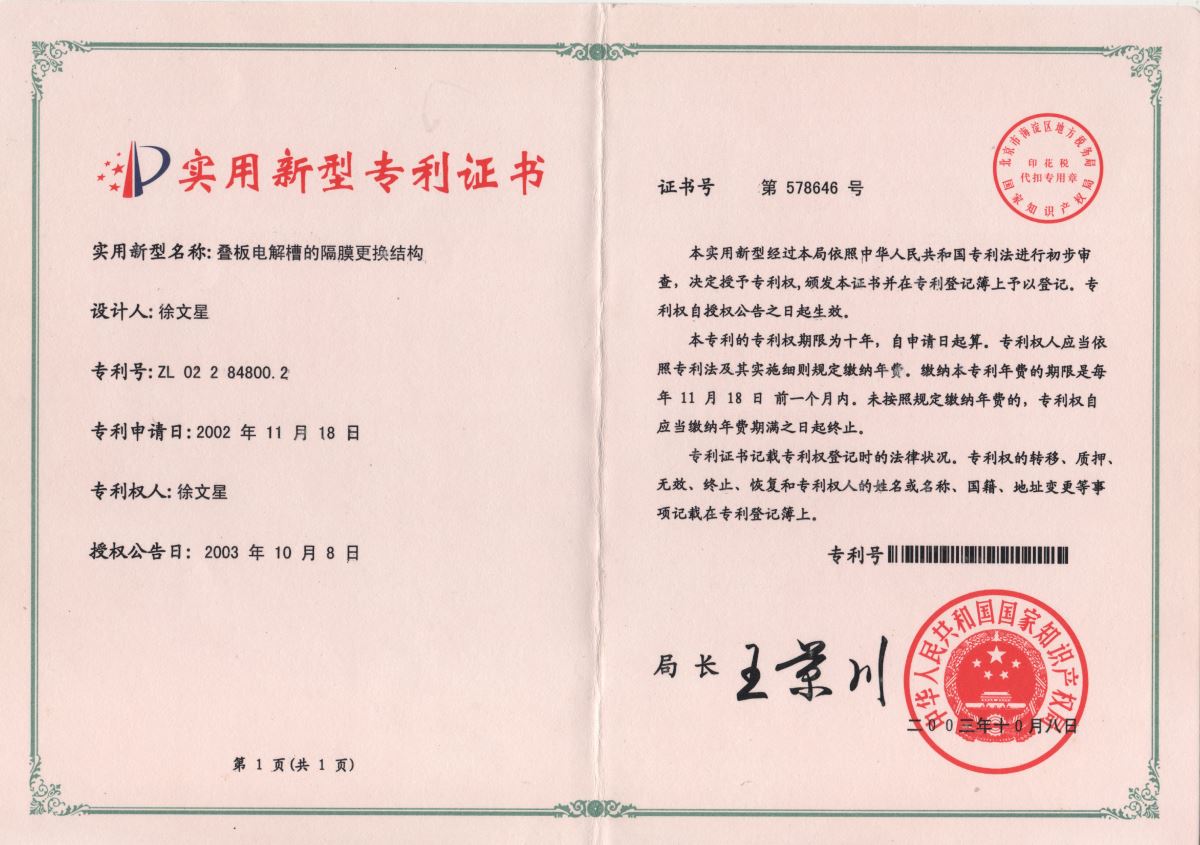 实用新型专利证书
实用新型名称:叠板电解槽的隔膜更换结构
设计人:徐文星
专利号:ZL 02 2 84800.2
专利申请日:2002 年 11 月 18 日
专利权人:徐文星
授权公告日: 2003 年 10 月 8 日
第 1 页(共 1 页)
证书号 第 578646 号
北京市海淀区地方税务局
印花税
代扣专用章
国家知识产权局
本实用新型经过本局依照中华人民共和国专利法进行初步审
查,决定授予专利权,颁发本证书并在专利登记簿上予以登记。专
利权自授权公告之日起生效。
本专利的专利权期限为十年,自申请日起算。专利权人应当依
照专利法及其实施细则规定缴纳年费。缴纳本专利年费的期限是每
年 11 月 18 日 前一个月内。未按照规定缴纳年费的,专利权自
应当缴纳年费期满之日起终止。
专利证书记载专利权登记时的法律状况。专利权的转移、质押、
无效、终止、恢复和专利权人的姓名或名称、国籍、地址变更等事
项记载在专利登记簿上。
专利号
局长 王景川
中华人民共和国国家知识产权局
二00三年十0月八日